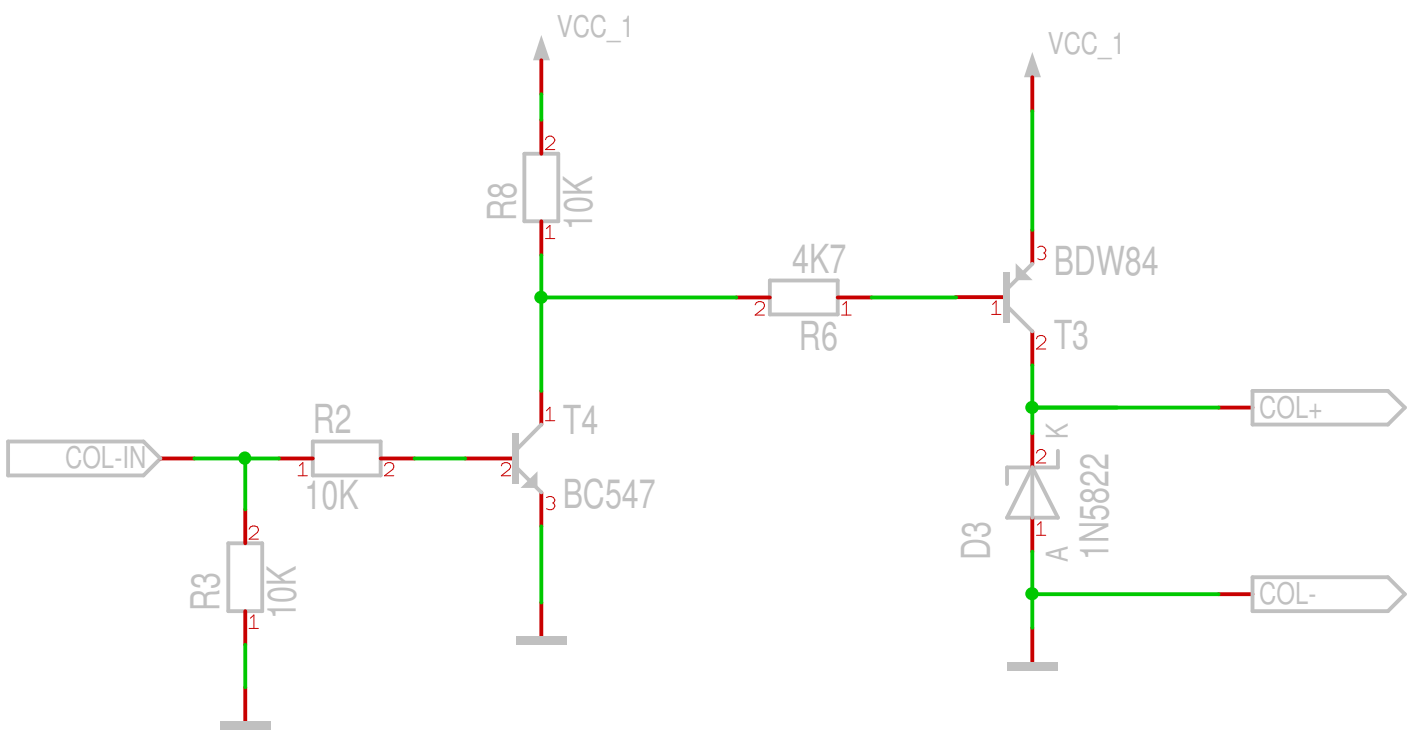 VCC_1
VCC_1
2
R8
10K
1
3
BDW84
4K7
2
1
R6
1
2
T3
1
T4
COL+
R2
COL-IN
1
2
10K
2
3
BC547
K
2
1N5822
D3
1
A
2
R3
10K
1
COL-